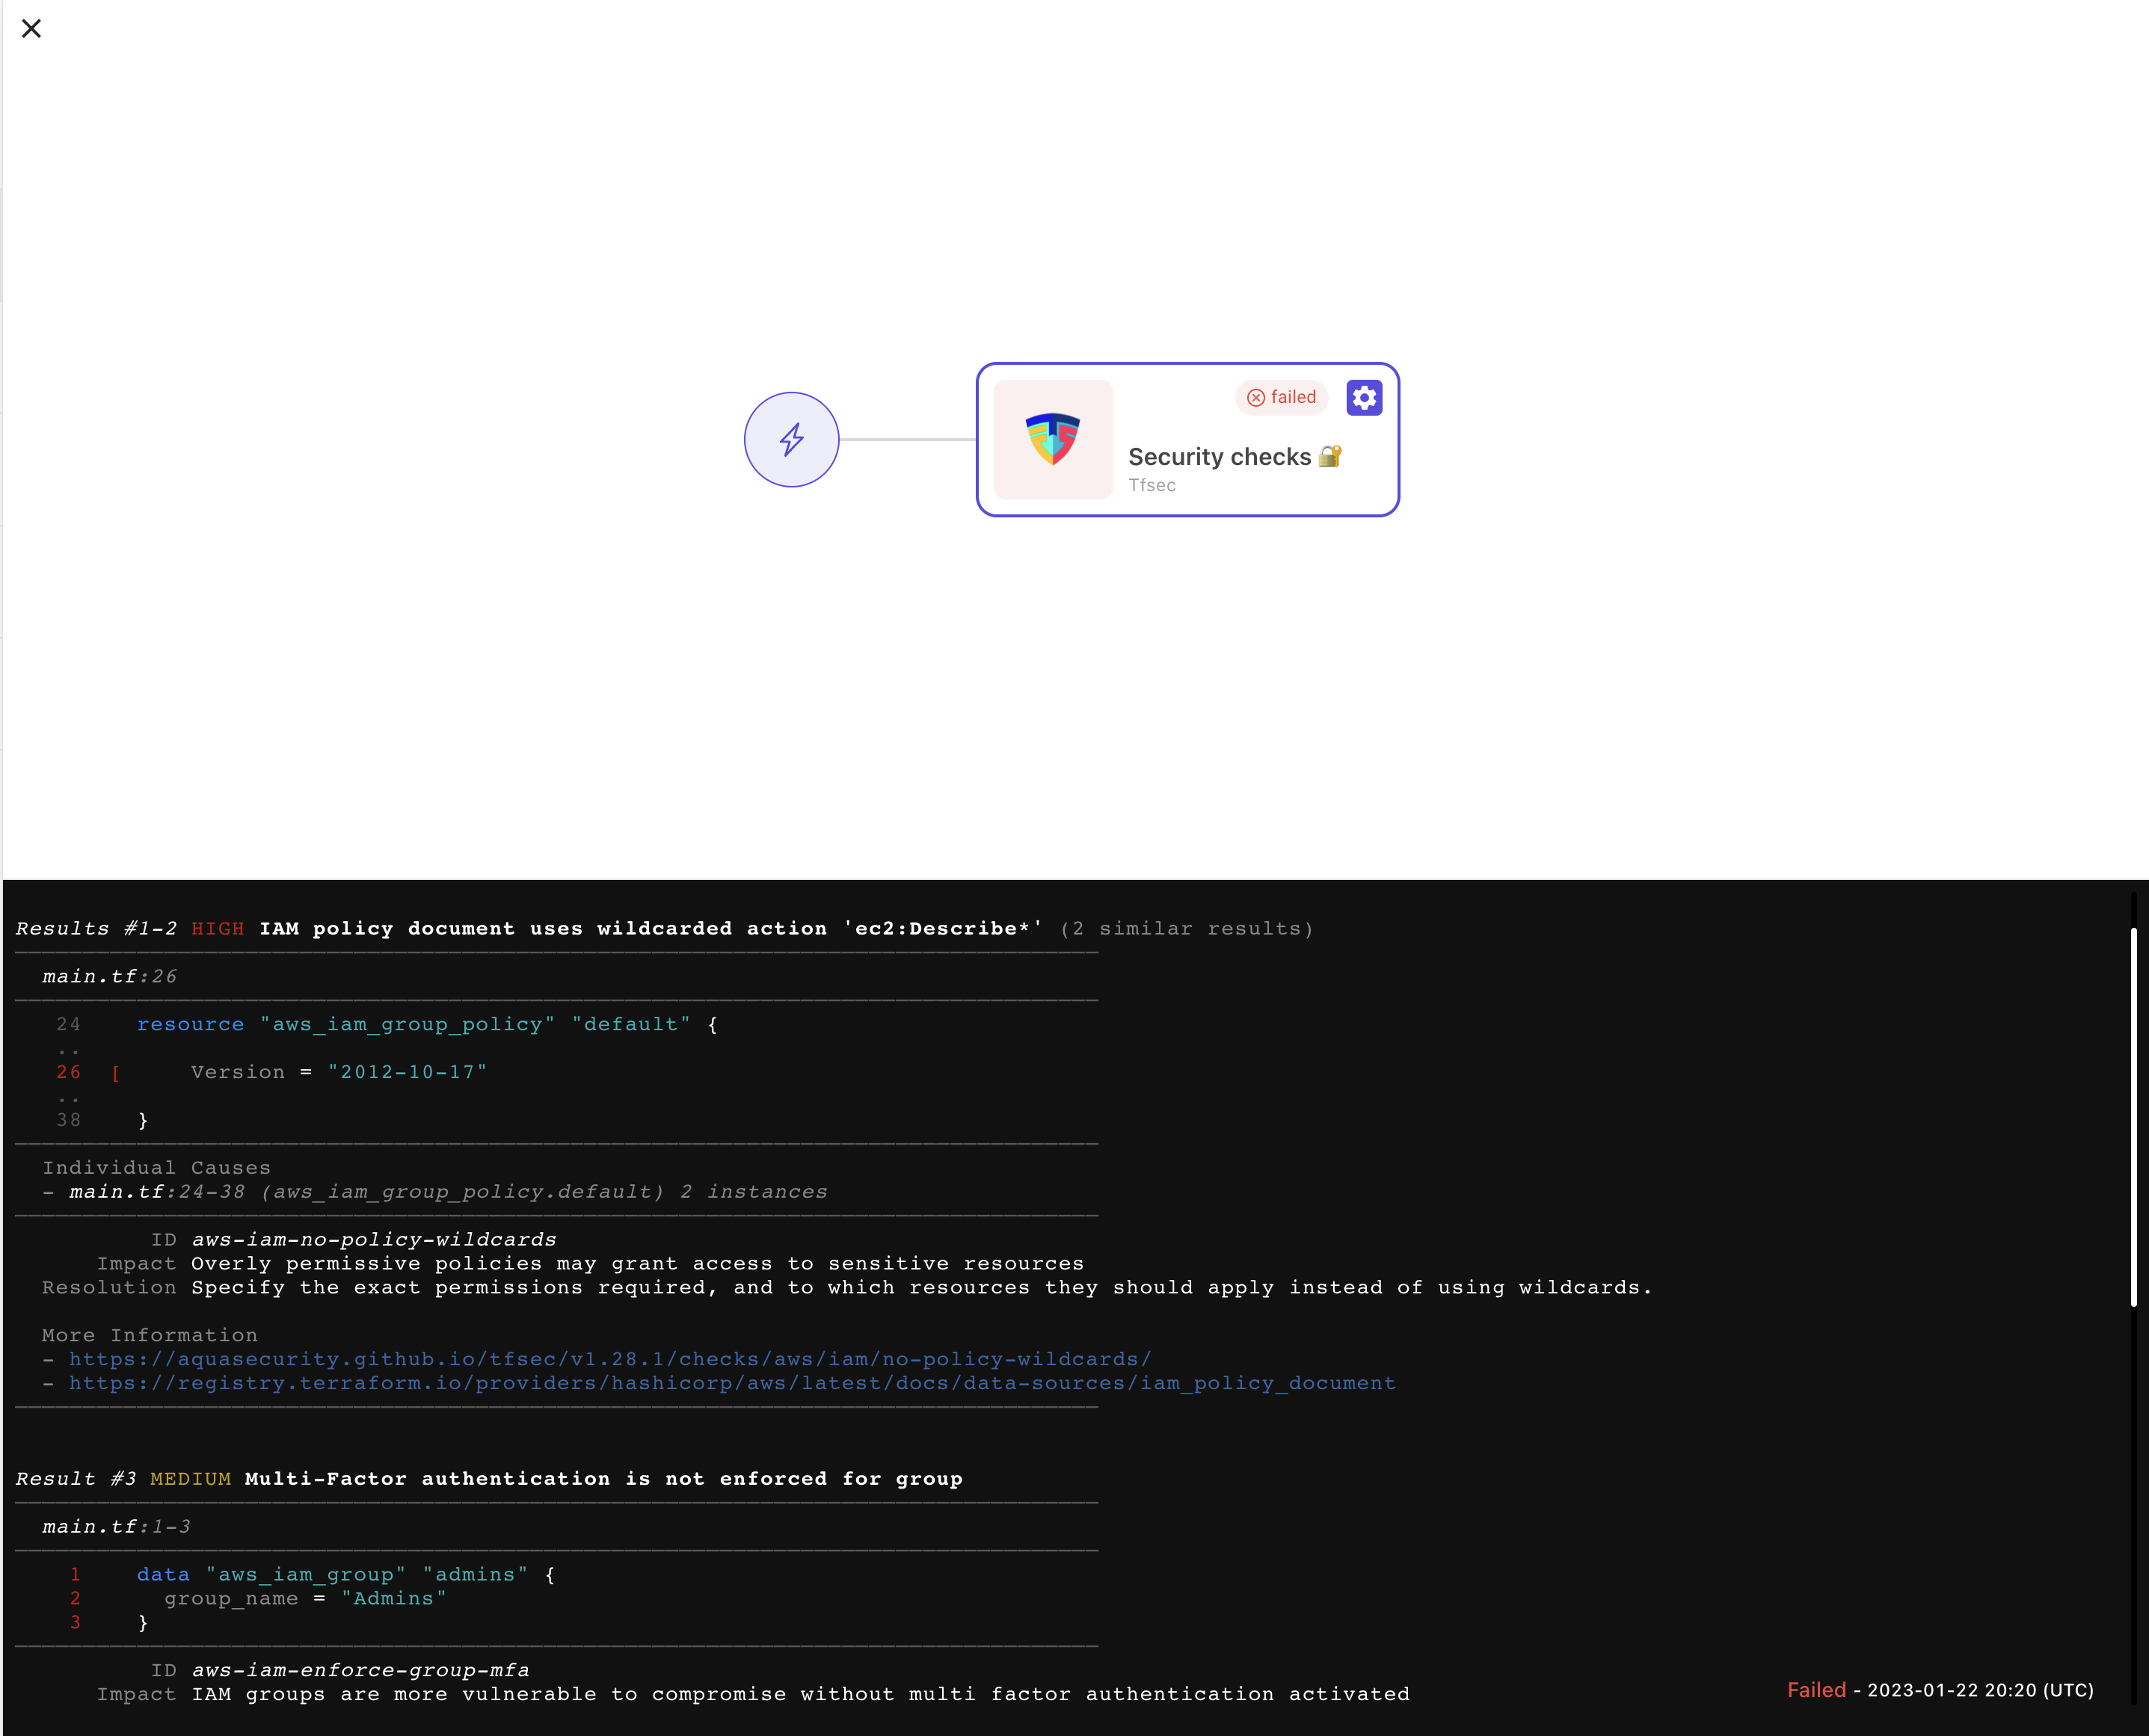 failed
Security checks 🔐
Tfsec
Results #1-2 HIGH IAM policy document uses wildcarded action 'ec2:Describe*' (2 similar results)
main.tf:26
24 resource "aws_iam_group_policy" "default" {
..
26 [ Version = "2012-10-17"
..
38 }
Individual Causes
- main.tf:24-38 (aws_iam_group_policy.default) 2 instances
ID aws-iam-no-policy-wildcards
Impact Overly permissive policies may grant access to sensitive resources
Resolution Specify the exact permissions required, and to which resources they should apply instead of using wildcards.
More Information
- https://aquasecurity.github.io/tfsec/v1.28.1/checks/aws/iam/no-policy-wildcards/
- https://registry.terraform.io/providers/hashicorp/aws/latest/docs/data-sources/iam_policy_document
Result #3 MEDIUM Multi-Factor authentication is not enforced for group
main.tf:1-3
1 data "aws_iam_group" "admins" {
2 group_name = "Admins"
3 }
ID aws-iam-enforce-group-mfa
Impact IAM groups are more vulnerable to compromise without multi factor authentication activated
Failed - 2023-01-22 20:20 (UTC)